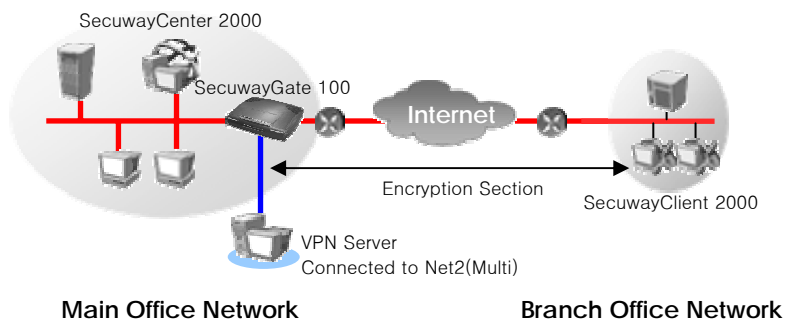 SecuwayCenter 2000
SecuwayGate 100
Internet
Encryption Section
SecuwayClient 2000
VPN Server
Connected to Net2(Multi)
Main Office Network
Branch Office Network